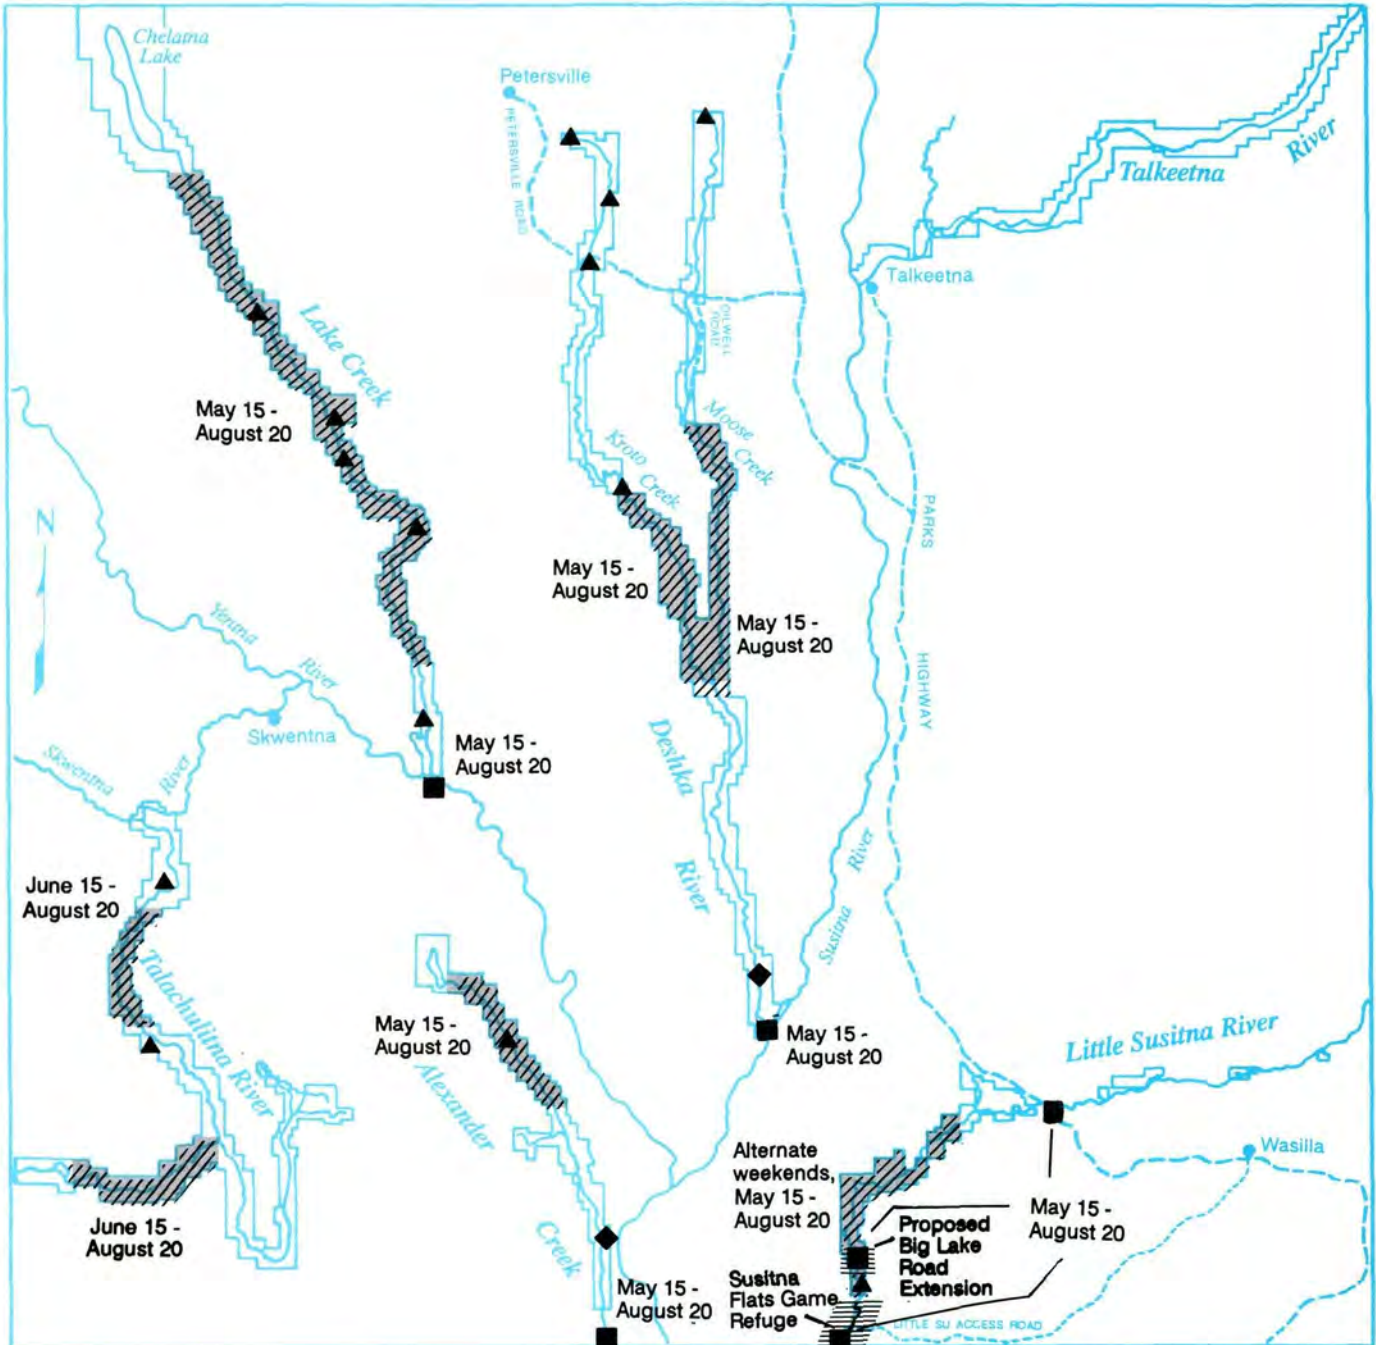 Chelatna
Lake
Petersville
PETERSVILLE ROAD
River
Talkeetna
Talkeetna
OILWELL
ROAD
Lake Creek
May 15 -
August 20
Moose
Creek
Kroto
Creek
PARKS
N
May 15 -
August 20
May 15 -
August 20
Yentna
River
HIGHWAY
Skwentna
Skwentna
River
May 15 -
August 20
Deshka
River
Susitna
River
June 15 -
August 20
Talachulitna River
May 15 -
August 20
May 15 -
August 20
Little Susitna River
Alexander
Creek
Wasilla
Alternate
weekends,
May 15 -
August 20
May 15 -
August 20
June 15 -
August 20
Proposed
Big Lake
Road
Extension
May 15 -
August 20
Susitna
Flats Game
Refuge
LITTLE SU ACCESS ROAD